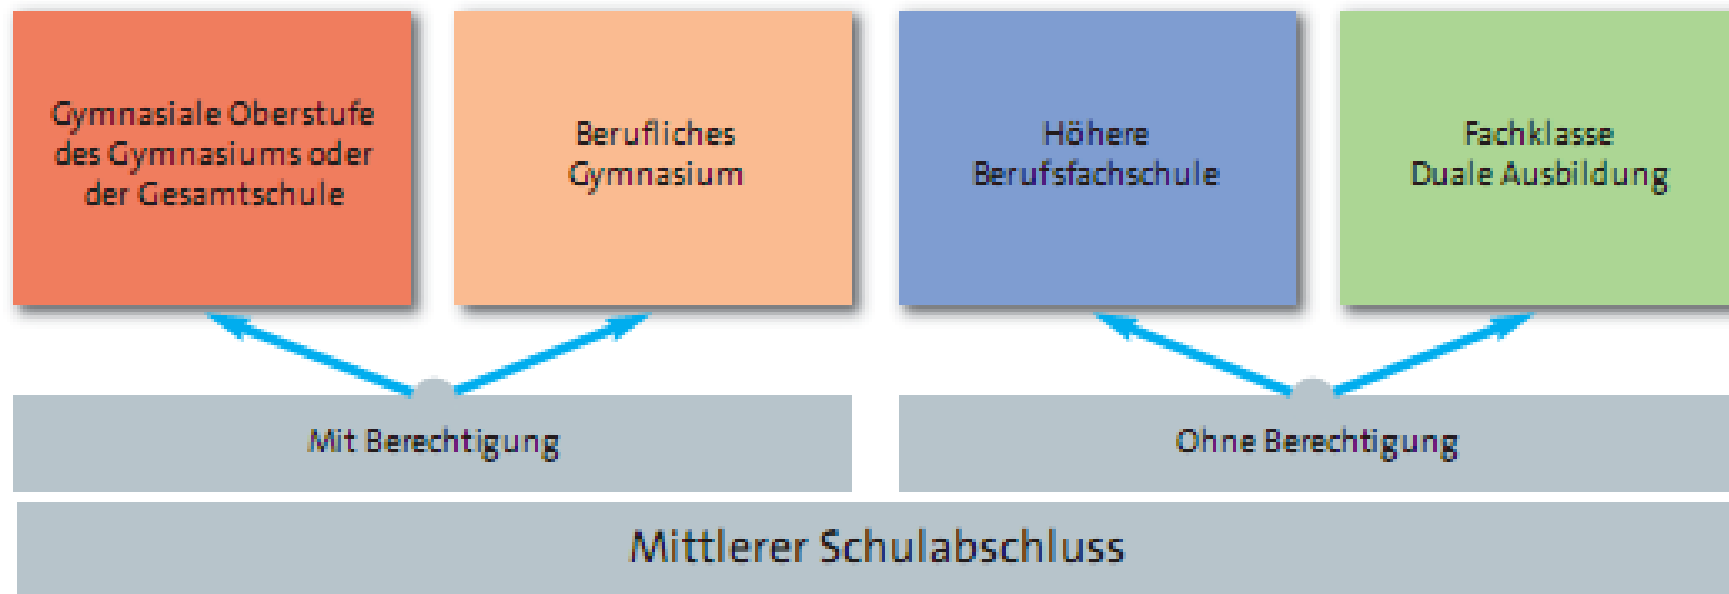 Gymnasiale Oberstufe
des Gymnasiums oder
der Gesamtschule
Berufliches
Gymnasium
Höhere
Berufsfachschule
Fachklasse
Duale Ausbildung
Mit Berechtigung
Ohne Berechtigung
Mittlerer Schulabschluss